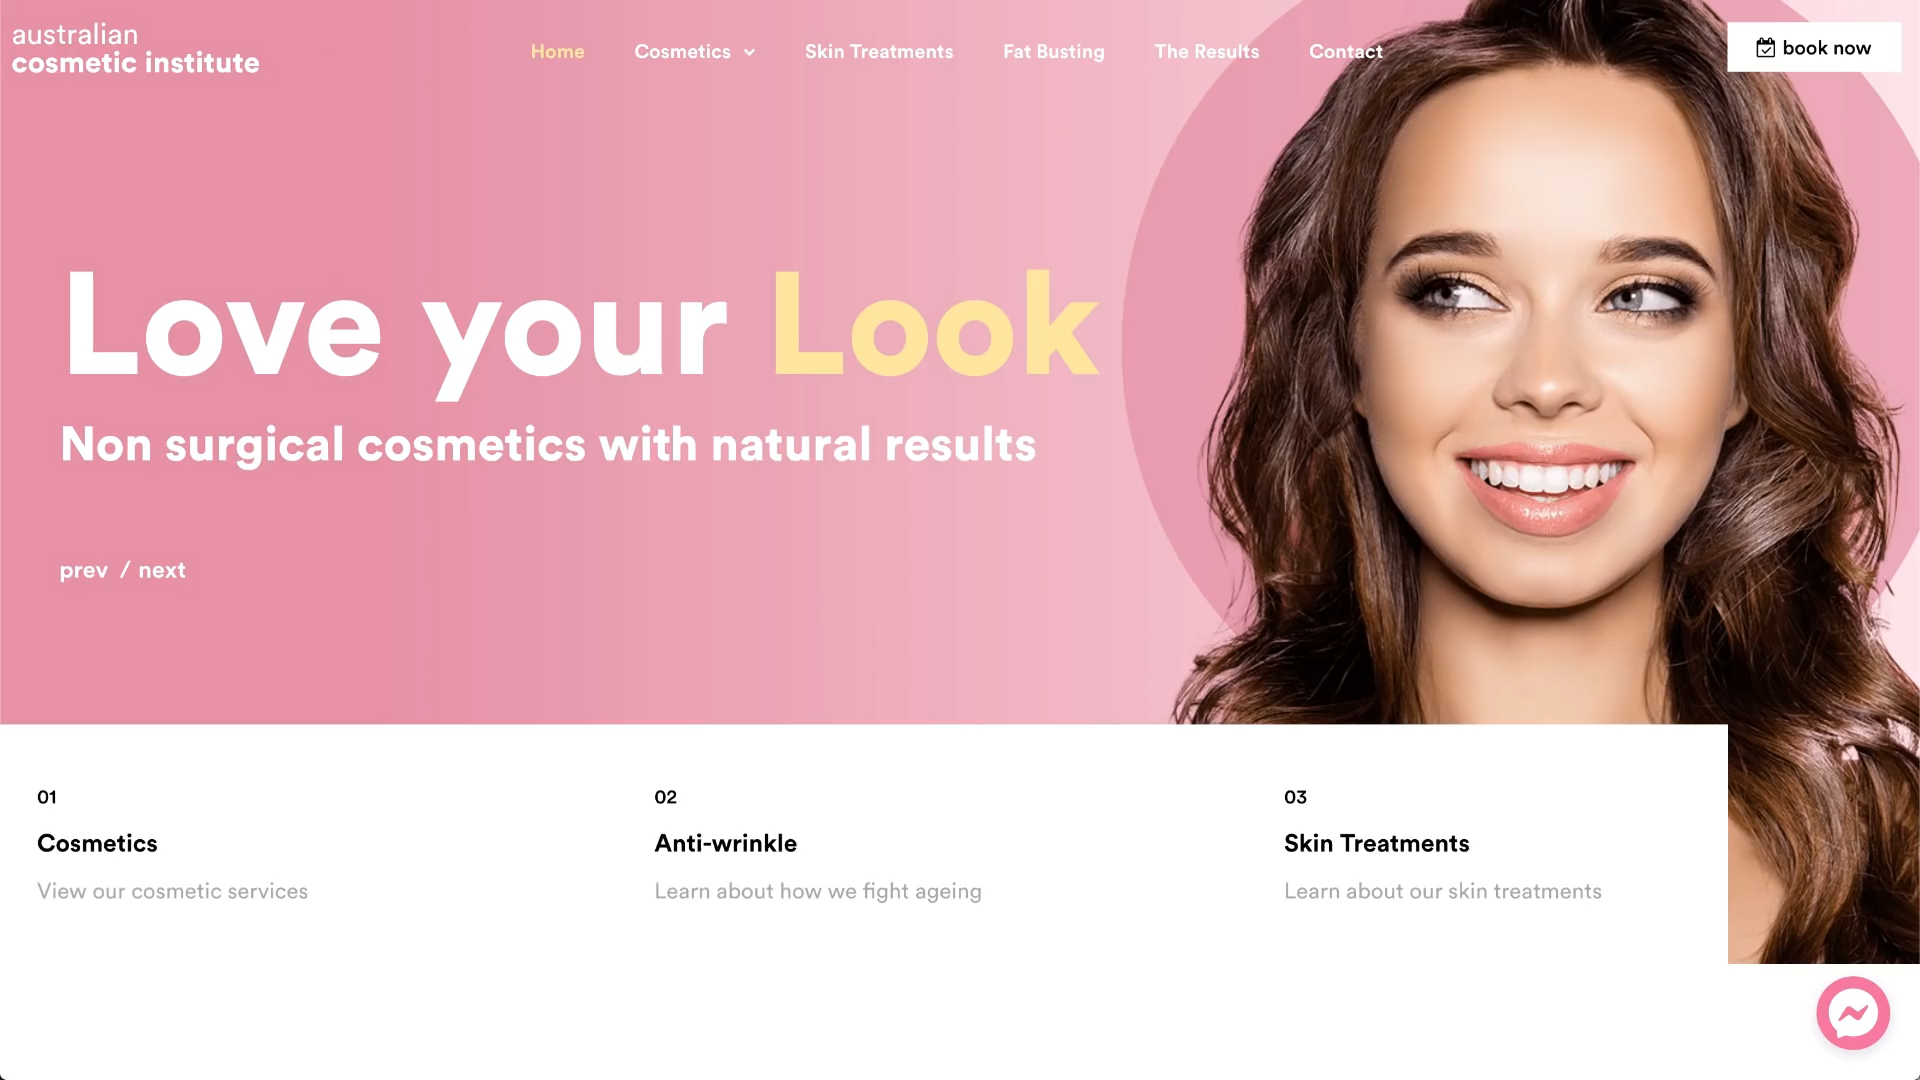 australian
cosmetic institute
Home
Cosmetics
Skin Treatments
Fat Busting
The Results
Contact
book now
Love your Look
Non surgical cosmetics with natural results
prev / next
01
Cosmetics
View our cosmetic services
02
Anti-wrinkle
Learn about how we fight ageing
03
Skin Treatments
Learn about our skin treatments